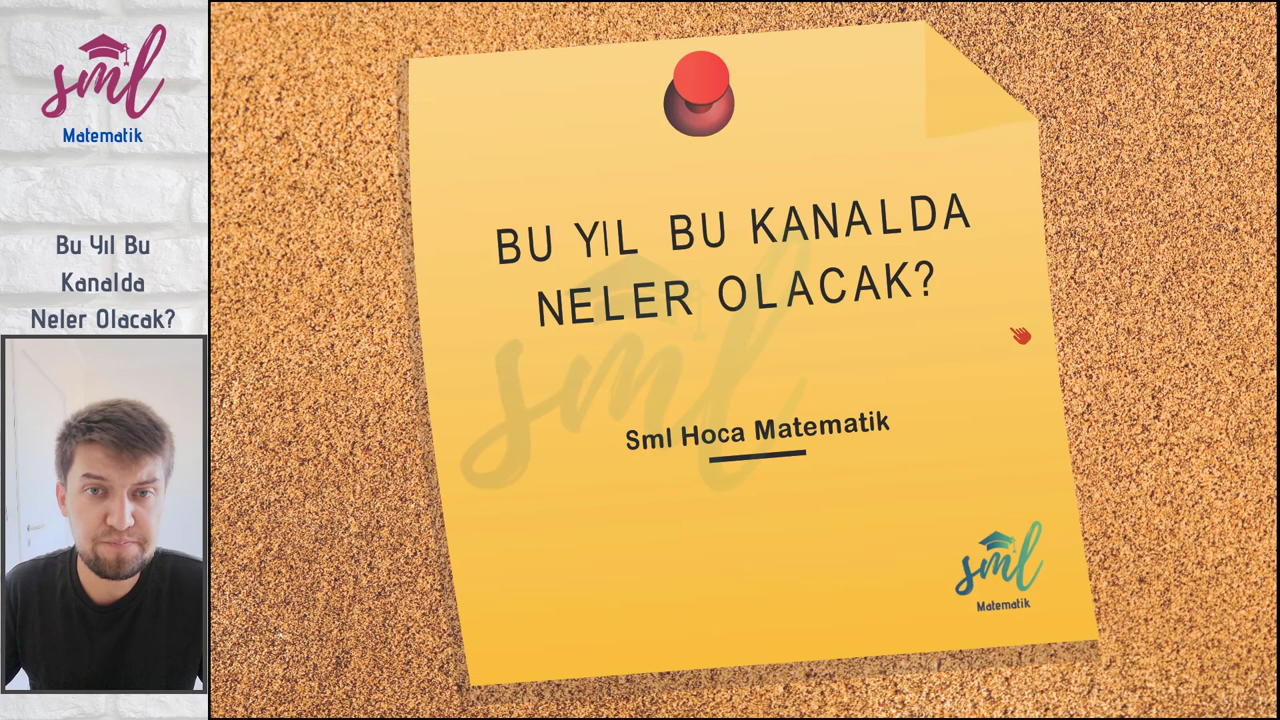 sml
Matematik
Bu Yıl Bu
Kanalda
Neler Olacak?
BU YIL BU KANALDA
NELER OLACAK?
sml
Sml Hoca Matematik
sml
Matematik